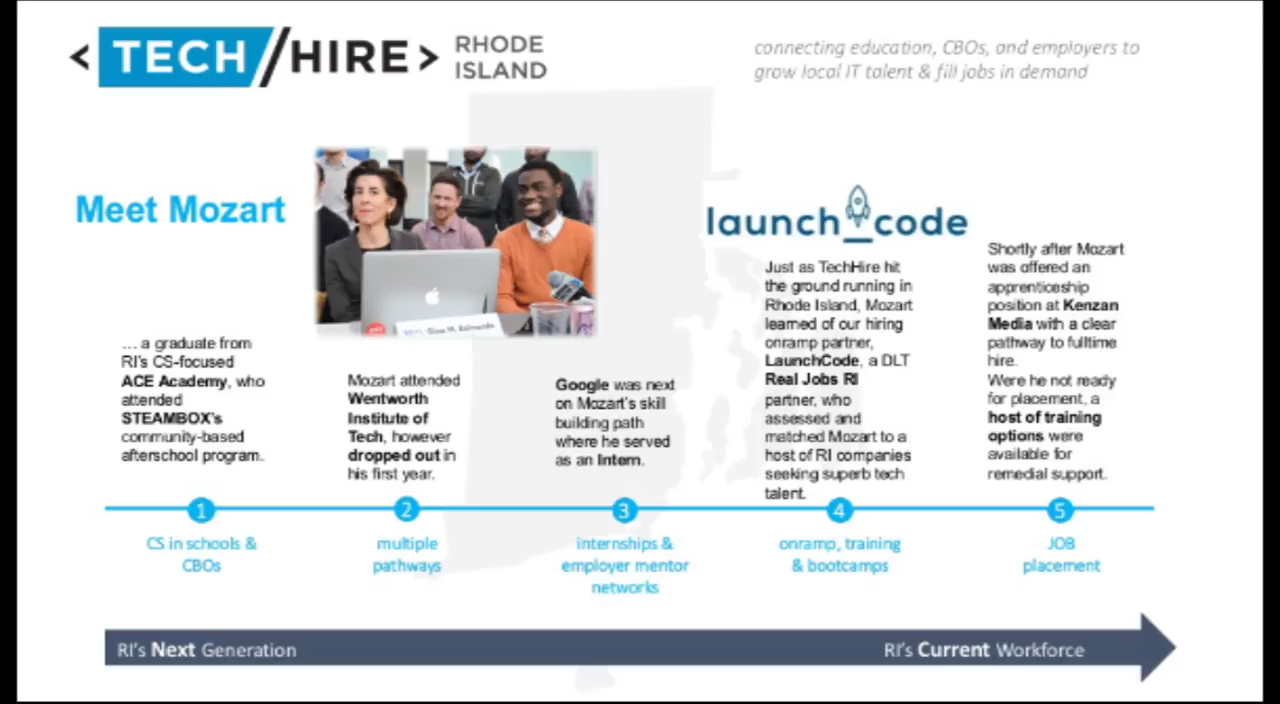 < TECH/HIRE > RHODE
ISLAND
connecting education, CBOs, and employers to
grow local IT talent & fill jobs in demand
Meet Mozart
Gina M. Raimondo
launch_code
... a graduate from
RI's CS-focused
ACE Academy, who
attended
STEAMBOX's
community-based
afterschool program.
Mozart attended
Wentworth
Institute of
Tech, however
dropped out in
his first year.
Google was next
on Mozart's skill
building path
where he served
as an Intern.
Just as TechHire hit
the ground running in
Rhode Island, Mozart
learned of our hiring
onramp partner,
LaunchCode, a DLT
Real Jobs RI
partner, who
assessed and
matched Mozart to a
host of RI companies
seeking superb tech
talent.
Shortly after Mozart
was offered an
apprenticeship
position at Kenzan
Media with a clear
pathway to fulltime
hire.
Were he not ready
for placement, a
host of training
options were
available for
remedial support.
1
2
3
4
5
CS in schools &
CBOs
multiple
pathways
internships &
employer mentor
networks
onramp, training
& bootcamps
JOB
placement
RI's Next Generation
RI's Current Workforce